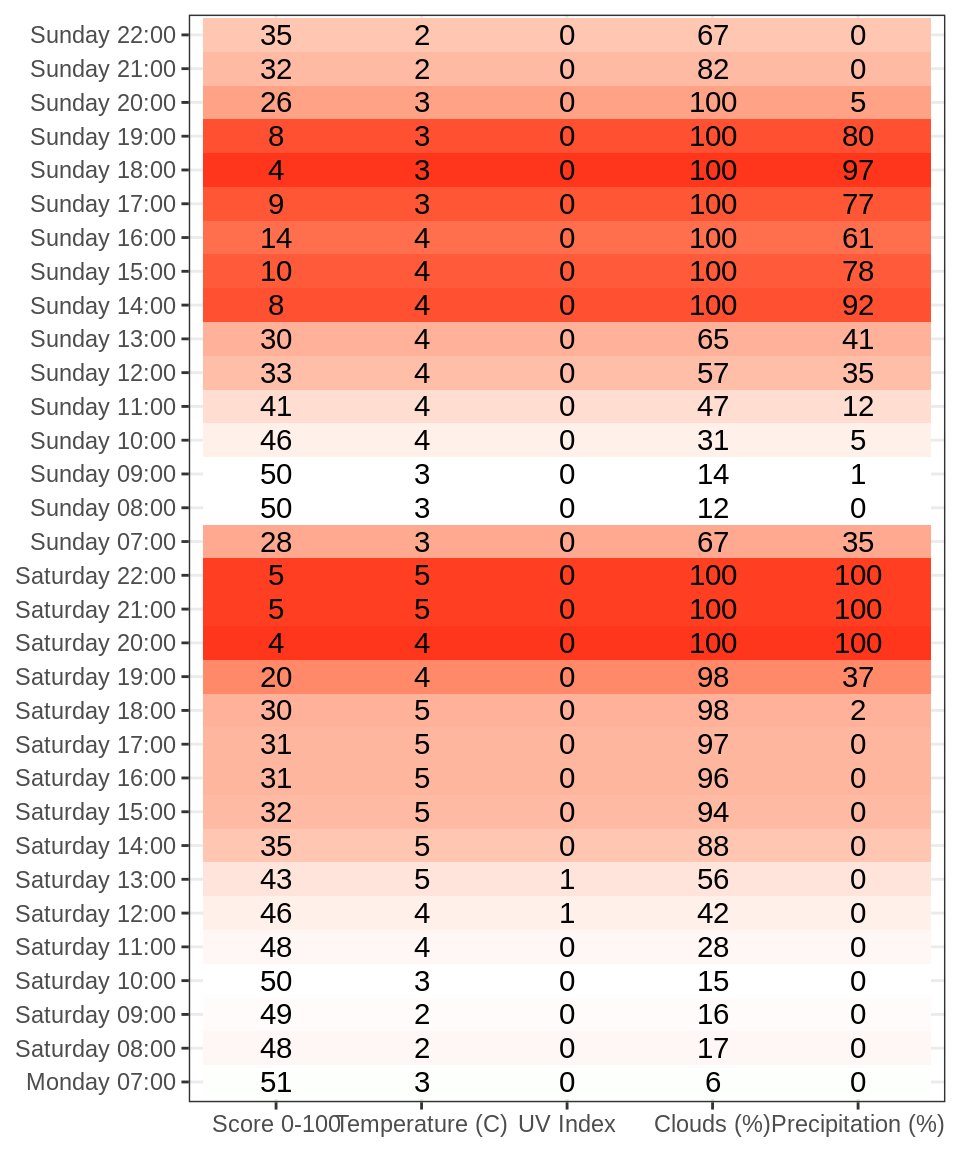 Sunday 22:00 35 2 0 67 0
Sunday 21:00 32 2 0 82 0
Sunday 20:00 26 3 0 100 5
Sunday 19:00 8 3 0 100 80
Sunday 18:00 4 3 0 100 97
Sunday 17:00 9 3 0 100 77
Sunday 16:00 14 4 0 100 61
Sunday 15:00 10 4 0 100 78
Sunday 14:00 8 4 0 100 92
Sunday 13:00 30 4 0 65 41
Sunday 12:00 33 4 0 57 35
Sunday 11:00 41 4 0 47 12
Sunday 10:00 46 4 0 31 5
Sunday 09:00 50 3 0 14 1
Sunday 08:00 50 3 0 12 0
Sunday 07:00 28 3 0 67 35
Saturday 22:00 5 5 0 100 100
Saturday 21:00 5 5 0 100 100
Saturday 20:00 4 4 0 100 100
Saturday 19:00 20 4 0 98 37
Saturday 18:00 30 5 0 98 2
Saturday 17:00 31 5 0 97 0
Saturday 16:00 31 5 0 96 0
Saturday 15:00 32 5 0 94 0
Saturday 14:00 35 5 0 88 0
Saturday 13:00 43 5 1 56 0
Saturday 12:00 46 4 1 42 0
Saturday 11:00 48 4 0 28 0
Saturday 10:00 50 3 0 15 0
Saturday 09:00 49 2 0 16 0
Saturday 08:00 48 2 0 17 0
Monday 07:00 51 3 0 6 0
Score 0-100 Temperature (C) UV Index Clouds (%) Precipitation (%)